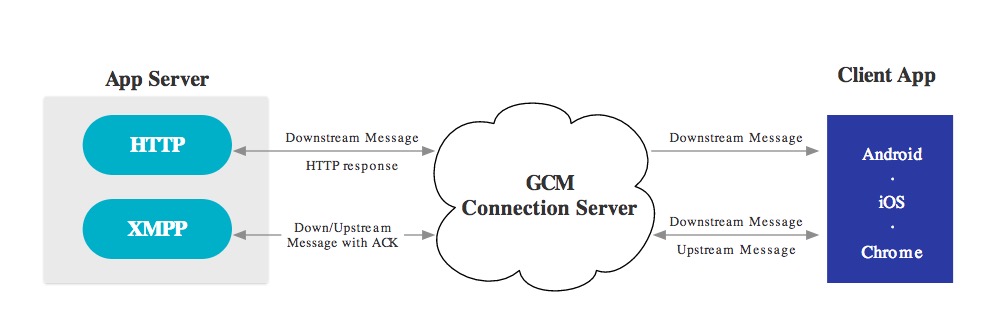 App Server
Client App
HTTP
Downstream Message
HTTP response
Downstream Message
Android
·
iOS
·
Chrome
GCM
Connection Server
XMPP
Down/Upstream
Message with ACK
Downstream Message
Upstream Message